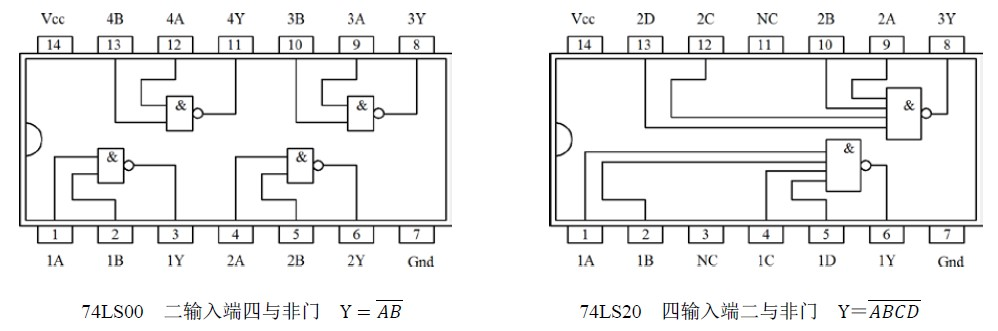 Vcc 4B 4A 4Y 3B 3A 3Y
14 13 12 11 10 9 8
& &
& &
1 2 3 4 5 6 7
1A 1B 1Y 2A 2B 2Y Gnd
74LS00 二输入端四与非门 Y = \overline{AB}
Vcc 2D 2C NC 2B 2A 3Y
14 13 12 11 10 9 8
&
&
1 2 3 4 5 6 7
1A 1B NC 1C 1D 1Y Gnd
74LS20 四输入端二与非门 Y=\overline{ABCD}